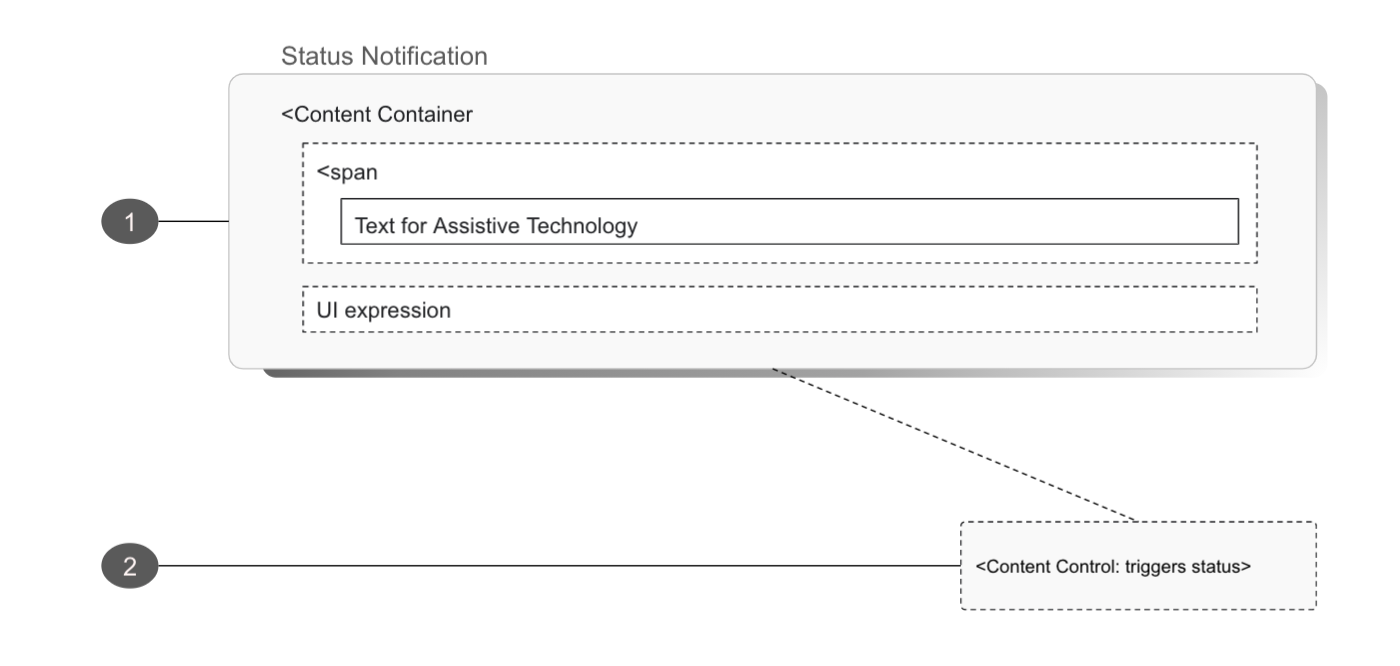 Status Notification
<Content Container
<span
1
Text for Assistive Technology
UI expression
2
<Content Control: triggers status>